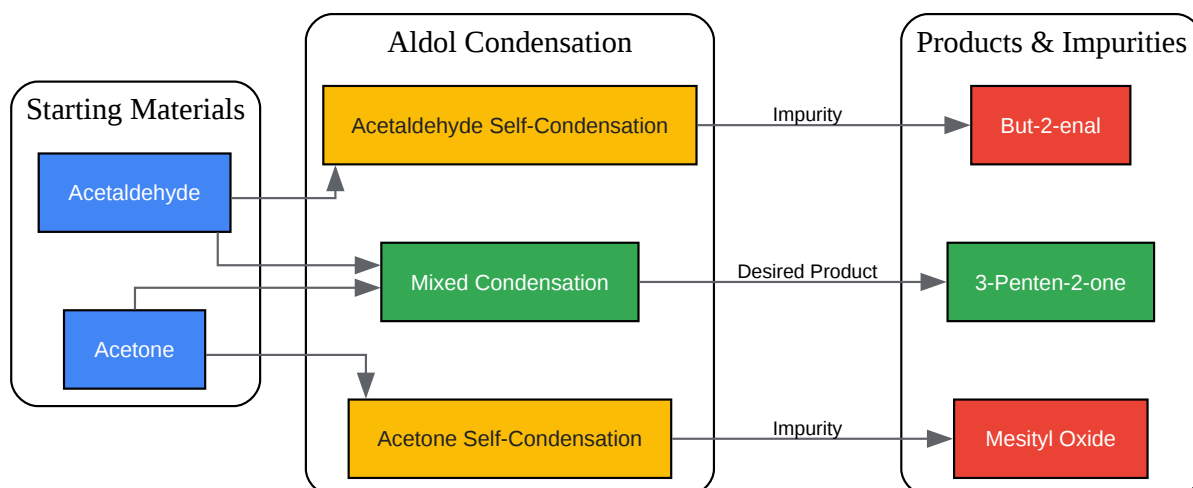 Starting Materials
Acetaldehyde
Acetone
Aldol Condensation
Acetaldehyde Self-Condensation
Mixed Condensation
Acetone Self-Condensation
Impurity
Desired Product
Impurity
Products & Impurities
But-2-enal
3-Penten-2-one
Mesityl Oxide